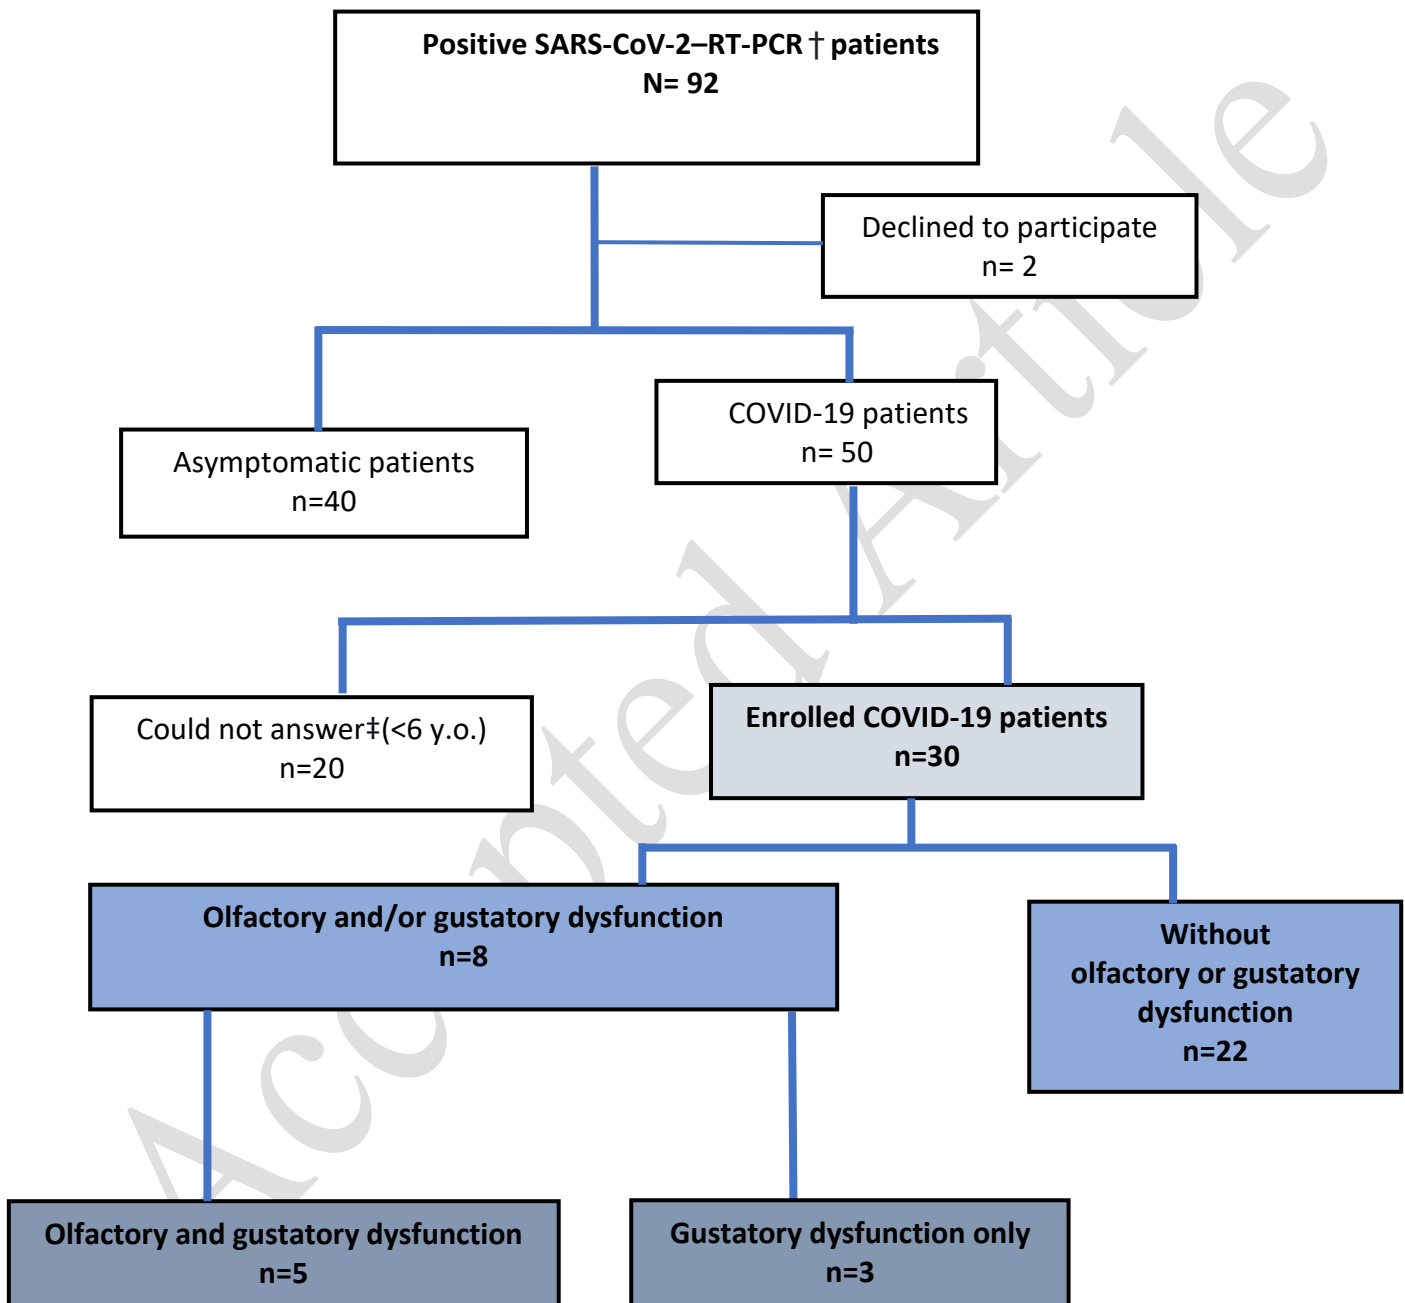 Positive SARS-CoV-2–RT-PCR † patients
N= 92
Declined to participate
n= 2
COVID-19 patients
n= 50
Asymptomatic patients
n=40
Could not answer‡(<6 y.o.)
n=20
Enrolled COVID-19 patients
n=30
Olfactory and/or gustatory dysfunction
n=8
Without
olfactory or gustatory
dysfunction
n=22
Olfactory and gustatory dysfunction
n=5
Gustatory dysfunction only
n=3
Accepted Article